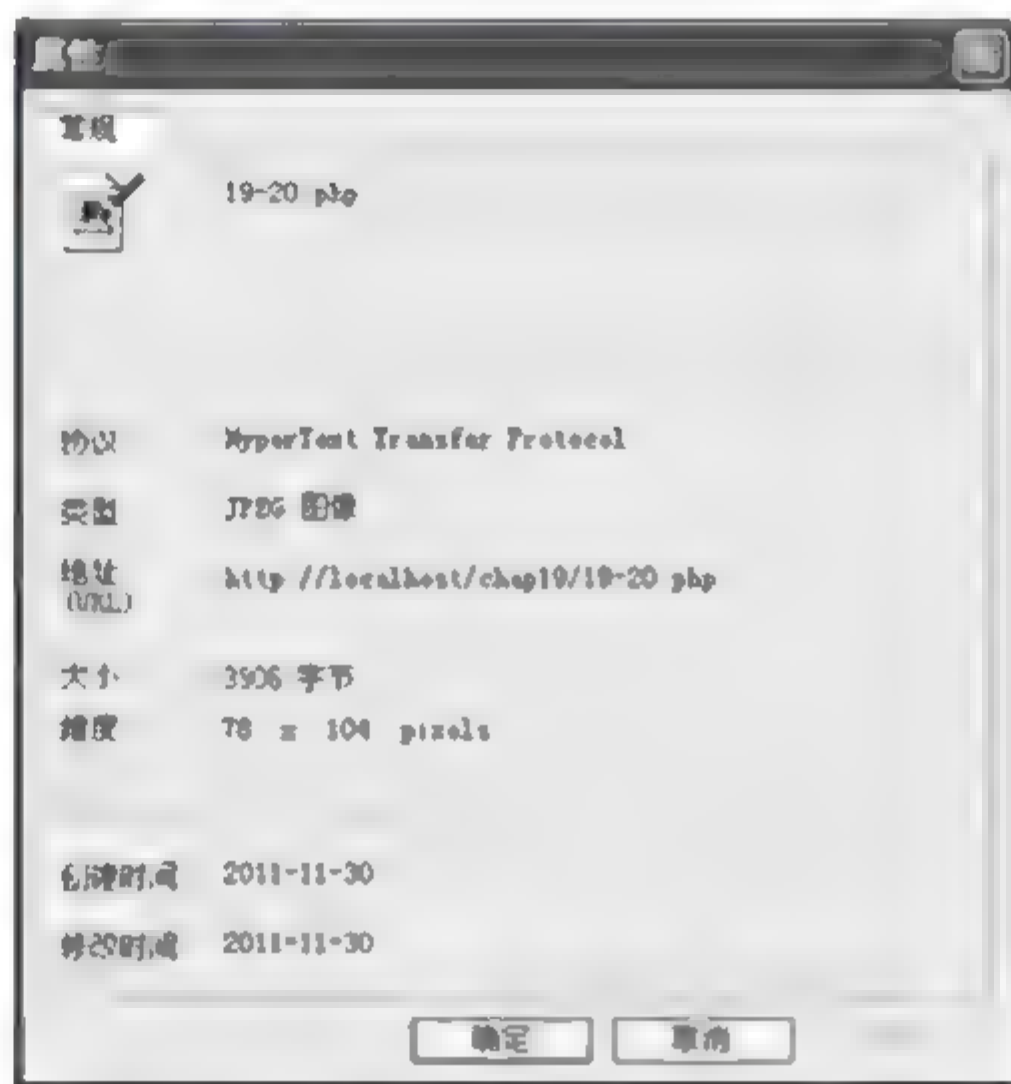 属性
常规
19-20 php
协议 HyperText Transfer Protocol
类型 JPEG 图像
地址 http //localhost/chap19/19-20 php
(URL)
大小 3906 字节
维度 78 x 104 pixels
创建时间 2011-11-30
修改时间 2011-11-30
确定 取消